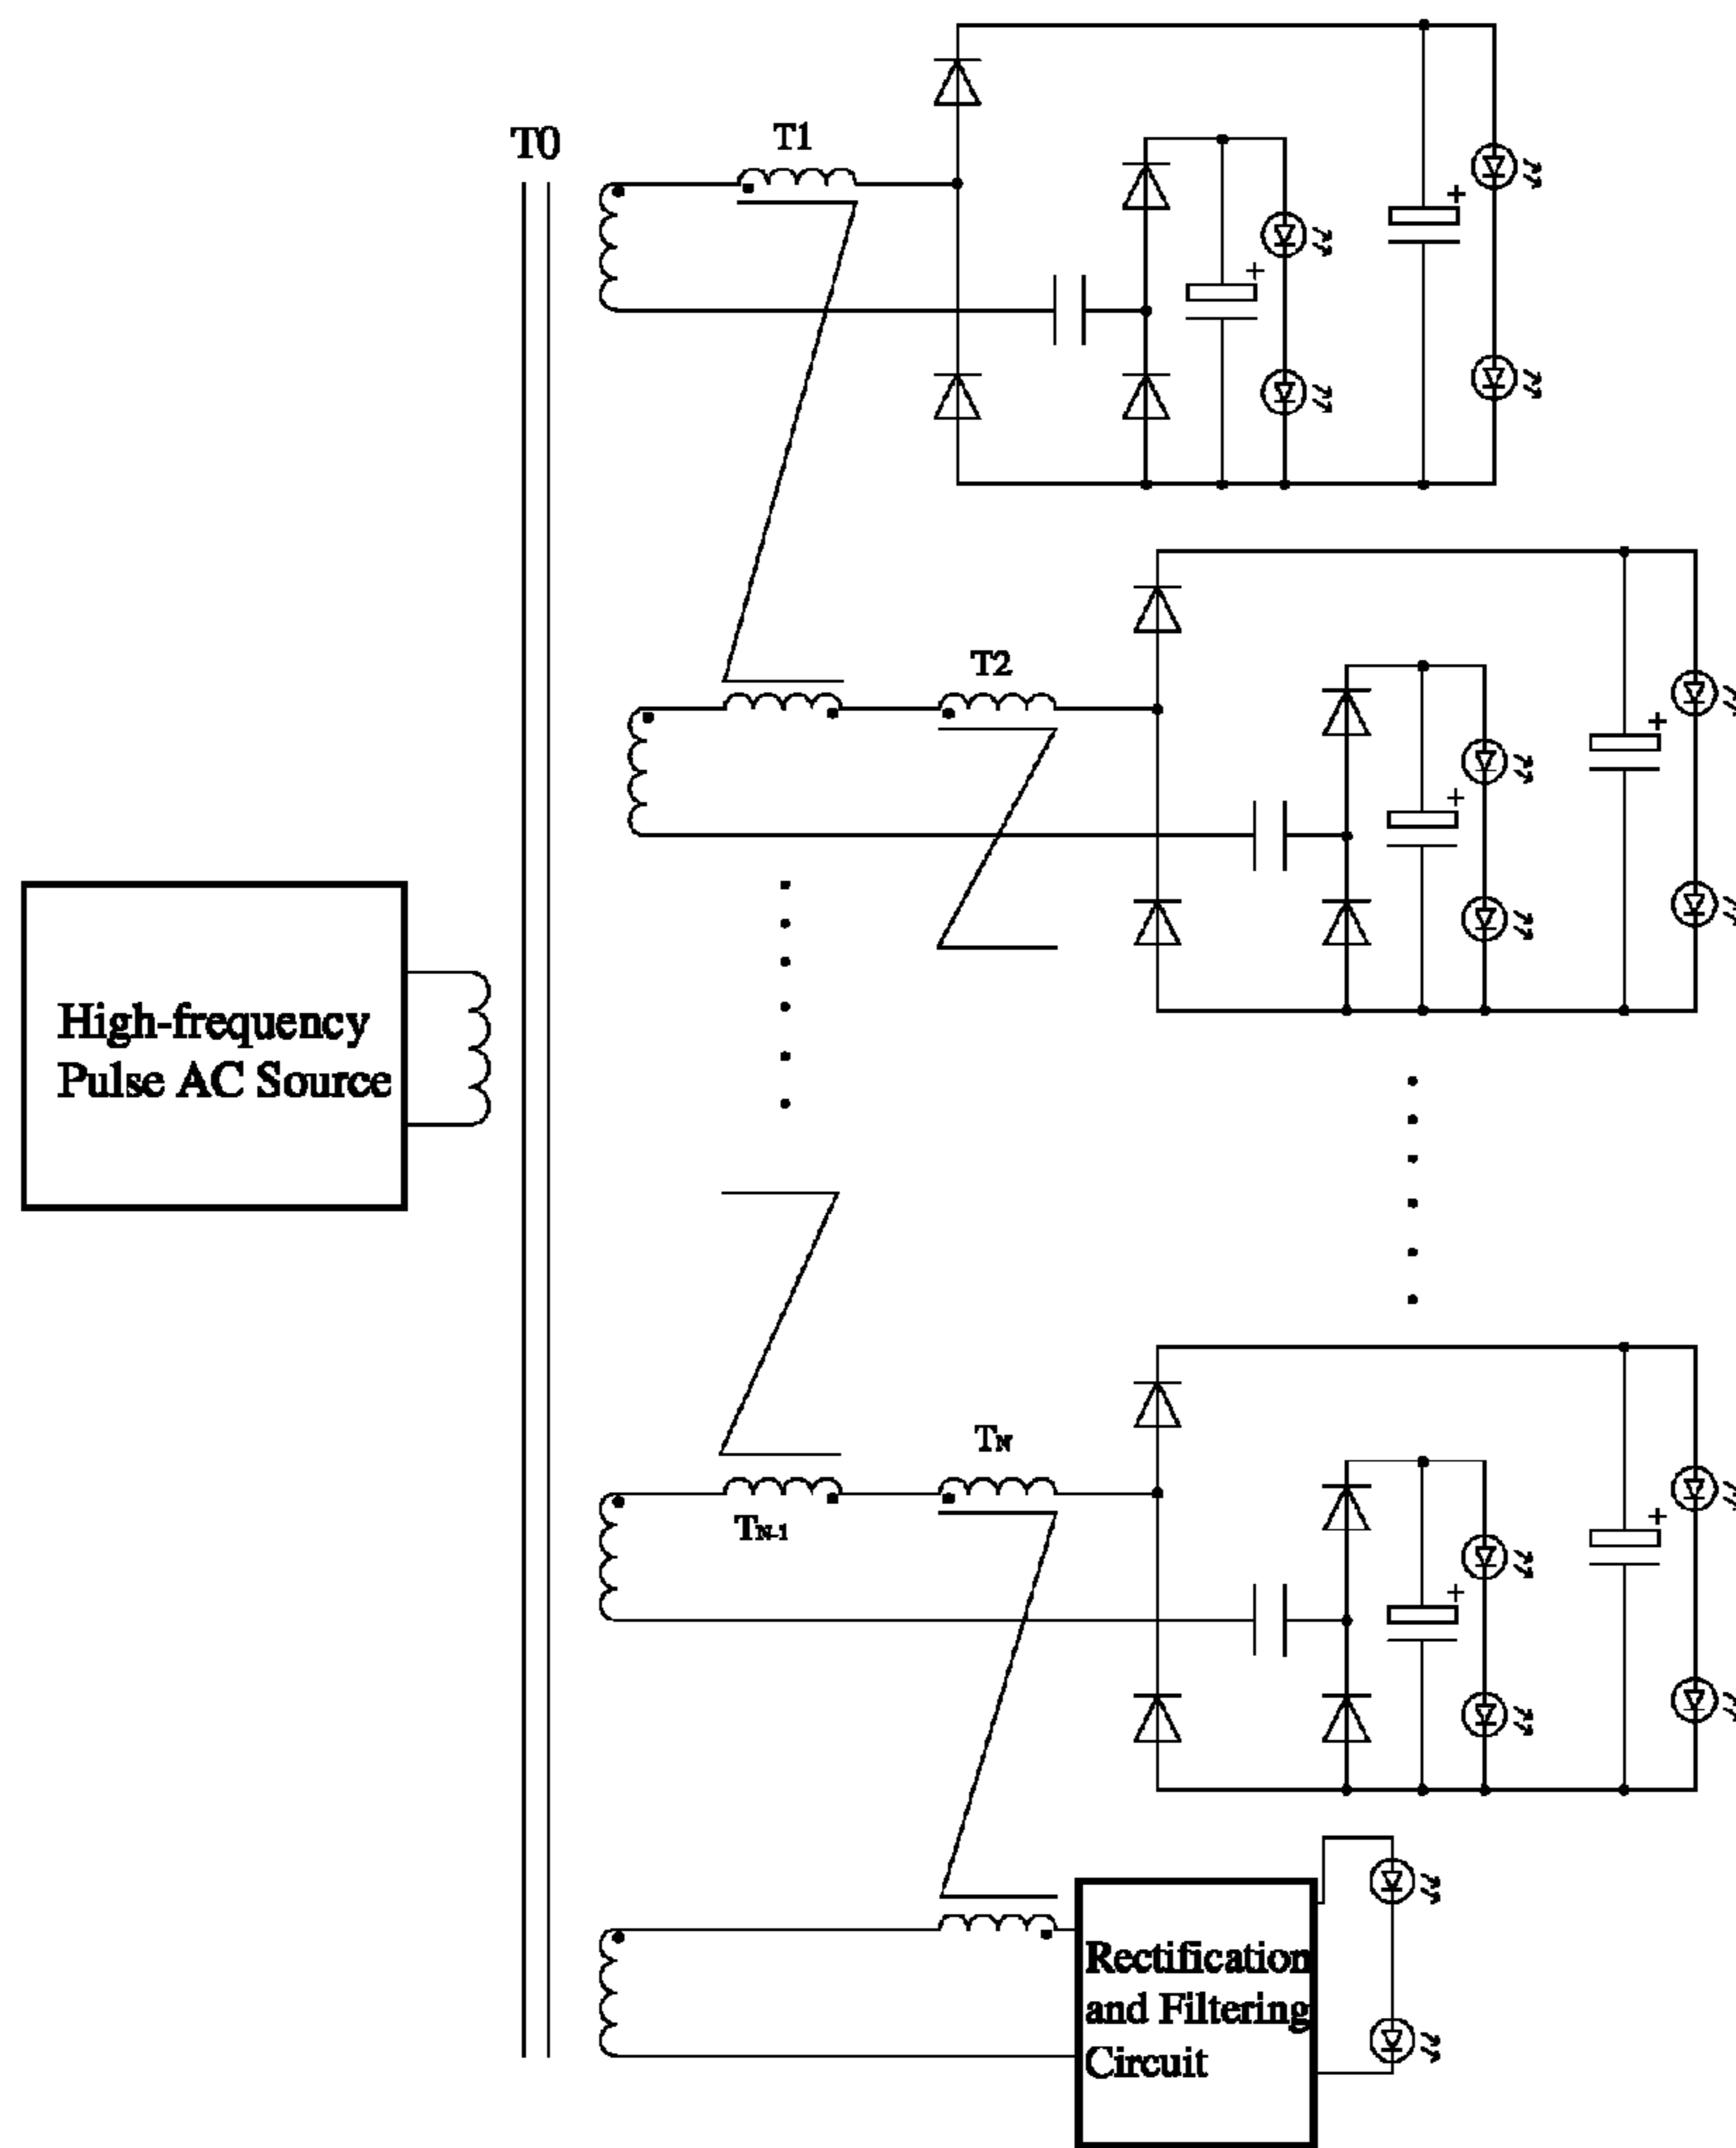 T0
T1
+
+
T2
+
+
High-frequency
Pulse AC Source
TN
TN-1
+
+
Rectification
and Filtering
Circuit